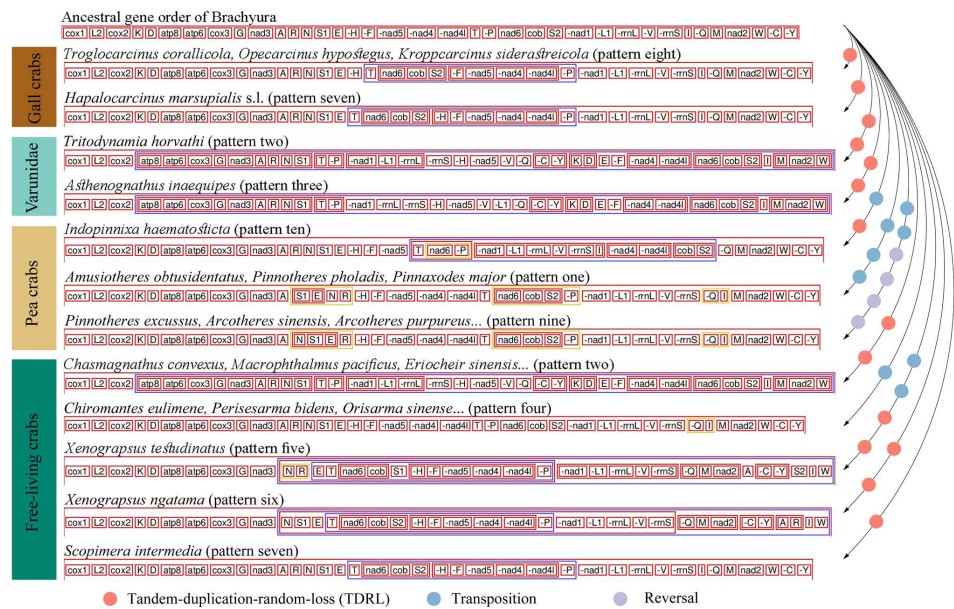 Ancestral gene order of Brachyura
cox1 L2 cox2 K D atp8 atp6 cox3 G nad3 A R N S1 E -H -F -nad5 -nad4 -nad4l T -P nad6 cob S2 -nad1 -L1 -rrnL -V -rrnS I -Q M nad2 W -C -Y
Gall crabs
Troglocarcinus corallicola, Opecarcinus hypostegus, Kroppcarcinus siderastreicola (pattern eight)
cox1 L2 cox2 K D atp8 atp6 cox3 G nad3 A R N S1 E -H T nad6 cob S2 -F -nad5 -nad4 -nad4l -P -nad1 -L1 -rrnL -V -rrnS I -Q M nad2 W -C -Y
Hapalocarcinus marsupialis s.l. (pattern seven)
cox1 L2 cox2 K D atp8 atp6 cox3 G nad3 A R N S1 E T nad6 cob S2 -H -F -nad5 -nad4 -nad4l -P -nad1 -L1 -rrnL -V -rrnS I -Q M nad2 W -C -Y
Varunidae
Tritodynamia horvathi (pattern two)
cox1 L2 cox2 atp8 atp6 cox3 G nad3 A R N S1 T -P -nad1 -L1 -rrnL -rrnS -H -nad5 -V -Q -C -Y K D E -F -nad4 -nad4l nad6 cob S2 I M nad2 W
Asthenognathus inaequipes (pattern three)
cox1 L2 cox2 atp8 atp6 cox3 G nad3 A R N S1 T -P -nad1 -rrnL -rrnS -H -nad5 -V -L1 -Q -C -Y K D E -F -nad4 -nad4l nad6 cob S2 I M nad2 W
Pea crabs
Indopinnixa haematosticta (pattern ten)
cox1 L2 cox2 K D atp8 atp6 cox3 G nad3 A R N S1 E -H -F -nad5 T nad6 -P -nad1 -L1 -rrnL -V -rrnS I -nad4 -nad4l cob S2 -Q M nad2 W -C -Y
Amusiotheres obtusidentatus, Pinnotheres pholadis, Pinnaxodes major (pattern one)
cox1 L2 cox2 K D atp8 atp6 cox3 G nad3 A S1 E N R -H -F -nad5 -nad4 -nad4l T nad6 cob S2 -P -nad1 -L1 -rrnL -V -rrnS -Q I M nad2 W -C -Y
Pinnotheres excussus, Arcotheres sinensis, Arcotheres purpureus... (pattern nine)
cox1 L2 cox2 K D atp8 atp6 cox3 G nad3 A N S1 E R -H -F -nad5 -nad4 -nad4l T nad6 cob S2 -P -nad1 -L1 -rrnL -V -rrnS -Q I M nad2 W -C -Y
Free-living crabs
Chasmagnathus convexus, Macrophthalmus pacificus, Eriocheir sinensis... (pattern two)
cox1 L2 cox2 atp8 atp6 cox3 G nad3 A R N S1 T -P -nad1 -L1 -rrnL -rrnS -H -nad5 -V -Q -C -Y K D E -F -nad4 -nad4l nad6 cob S2 I M nad2 W
Chiromantes eulimene, Perisesarma bidens, Orisarma sinense... (pattern four)
cox1 L2 cox2 K D atp8 atp6 cox3 G nad3 A R N S1 E -H -F -nad5 -nad4 -nad4l T -P nad6 cob S2 -nad1 -L1 -rrnL -V -rrnS -Q I M nad2 W -C -Y
Xenograpsus testudinatus (pattern five)
cox1 L2 cox2 K D atp8 atp6 cox3 G nad3 N R E T nad6 cob S1 -H -F -nad5 -nad4 -nad4l -P -nad1 -L1 -rrnL -V -rrnS -Q M nad2 A -C -Y S2 I W
Xenograpsus ngatama (pattern six)
cox1 L2 cox2 K D atp8 atp6 cox3 G nad3 N S1 E T nad6 cob S2 -H -F -nad5 -nad4 -nad4l -P -nad1 -L1 -rrnL -V -rrnS -Q M nad2 -C -Y A R I W
Scopimera intermedia (pattern seven)
cox1 L2 cox2 K D atp8 atp6 cox3 G nad3 A R N S1 E T nad6 cob S2 -H -F -nad5 -nad4 -nad4l -P -nad1 -L1 -rrnL -V -rrnS I -Q M nad2 W -C -Y
Tandem-duplication-random-loss (TDRL) Transposition Reversal